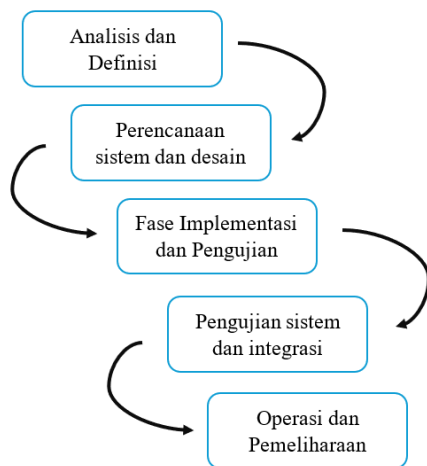 Analisis dan
Definisi
Perencanaan
sistem dan desain
Fase Implementasi
dan Pengujian
Pengujian sistem
dan integrasi
Operasi dan
Pemeliharaan